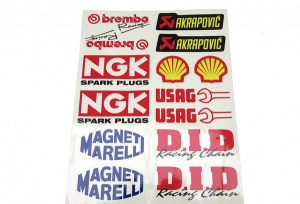 brembo
Racing
Racing
brembo
AKRAPOVIČ
AKRAPOVIČ
NGK
SPARK PLUGS
NGK
SPARK PLUGS
USAG
USAG
MAGNETI
MARELLI
MAGNETI
MARELLI
D.I.D
Racing Chain
D.I.D
Racing Chain